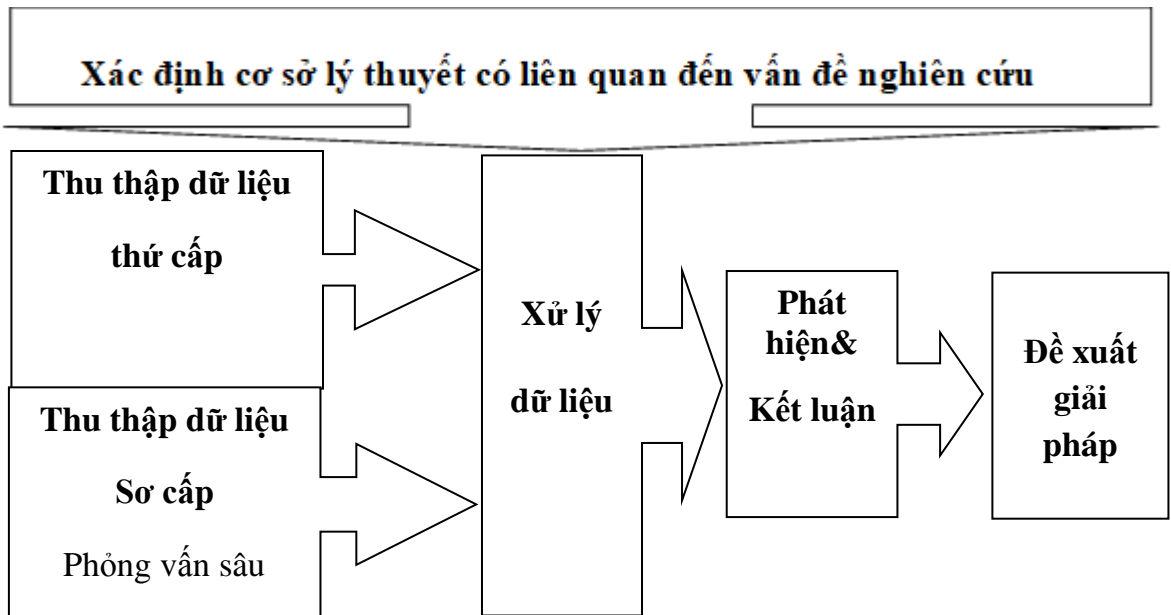 Xác định cơ sở lý thuyết có liên quan đến vấn đề nghiên cứu
Thu thập dữ liệu
thứ cấp
Thu thập dữ liệu
Sơ cấp
Phỏng vấn sâu
Xử lý
dữ liệu
Phát
hiện&
Kết luận
Đề xuất
giải
pháp